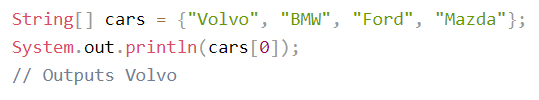 String[] cars = {"Volvo", "BMW", "Ford", "Mazda"};
System.out.println(cars[0]);
// Outputs Volvo